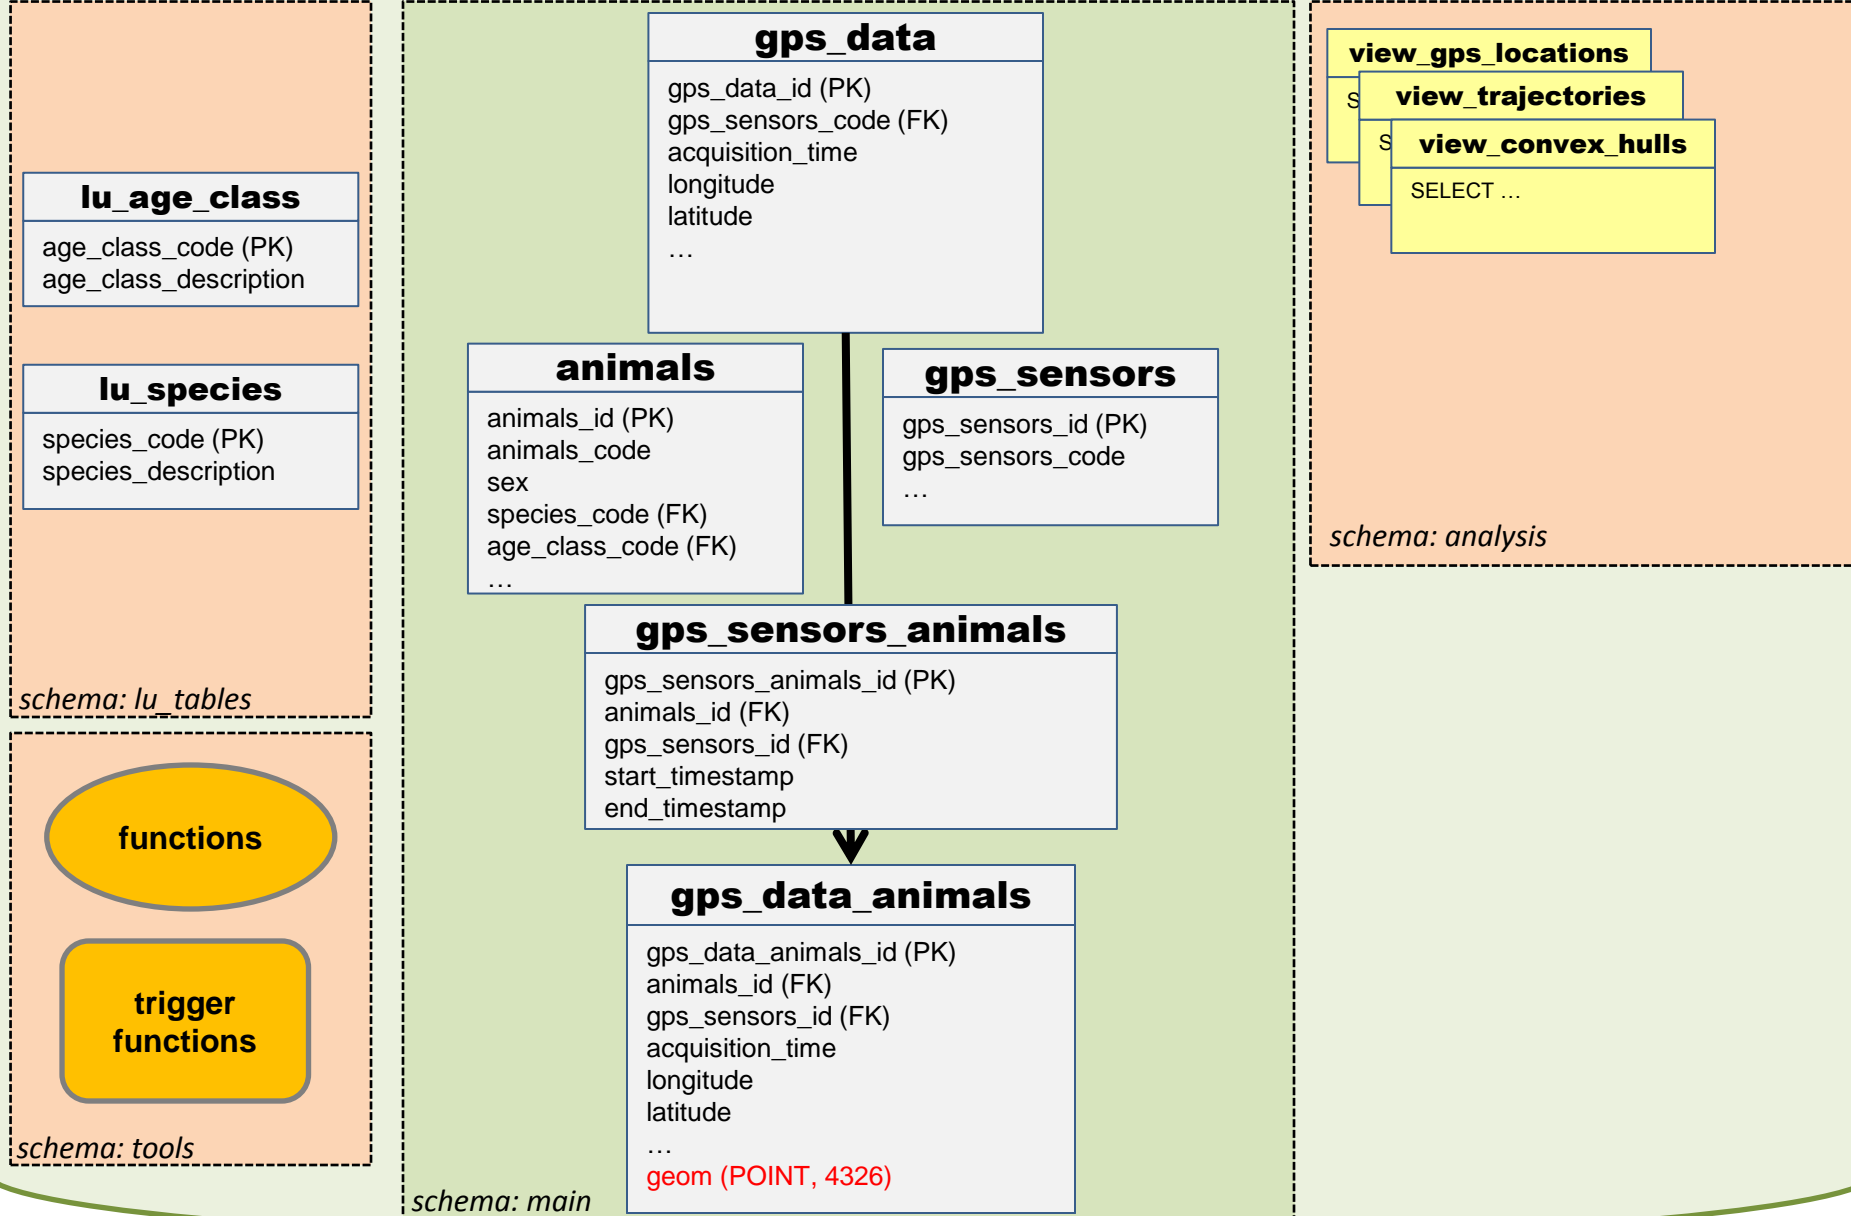 lu_age_class
age_class_code (PK)
age_class_description
lu_species
species_code (PK)
species_description
schema: lu_tables
functions
trigger
functions
schema: tools
gps_data
gps_data_id (PK)
gps_sensors_code (FK)
acquisition_time
longitude
latitude
…
animals
animals_id (PK)
animals_code
sex
species_code (FK)
age_class_code (FK)
…
gps_sensors
gps_sensors_id (PK)
gps_sensors_code
…
gps_sensors_animals
gps_sensors_animals_id (PK)
animals_id (FK)
gps_sensors_id (FK)
start_timestamp
end_timestamp
gps_data_animals
gps_data_animals_id (PK)
animals_id (FK)
gps_sensors_id (FK)
acquisition_time
longitude
latitude
…
geom (POINT, 4326)
schema: main
view_gps_locations
S
view_trajectories
S
view_convex_hulls
SELECT …
schema: analysis